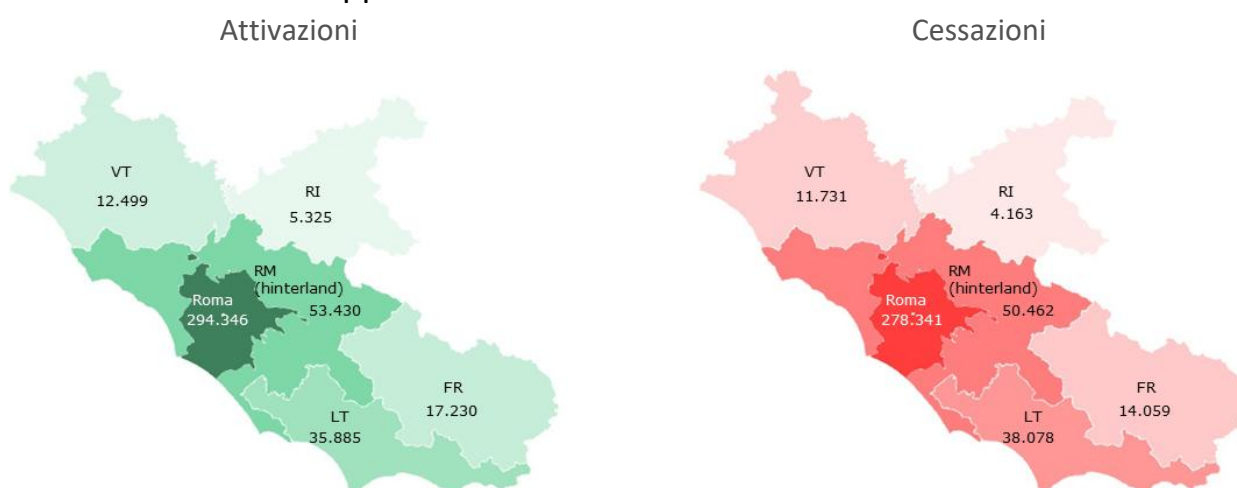 Attivazioni
VT
12.499
RI
5.325
RM
(hinterland)
53.430
Roma
294.346
FR
17.230
LT
35.885
Cessazioni
VT
11.731
RI
4.163
RM
(hinterland)
50.462
Roma
278.341
FR
14.059
LT
38.078